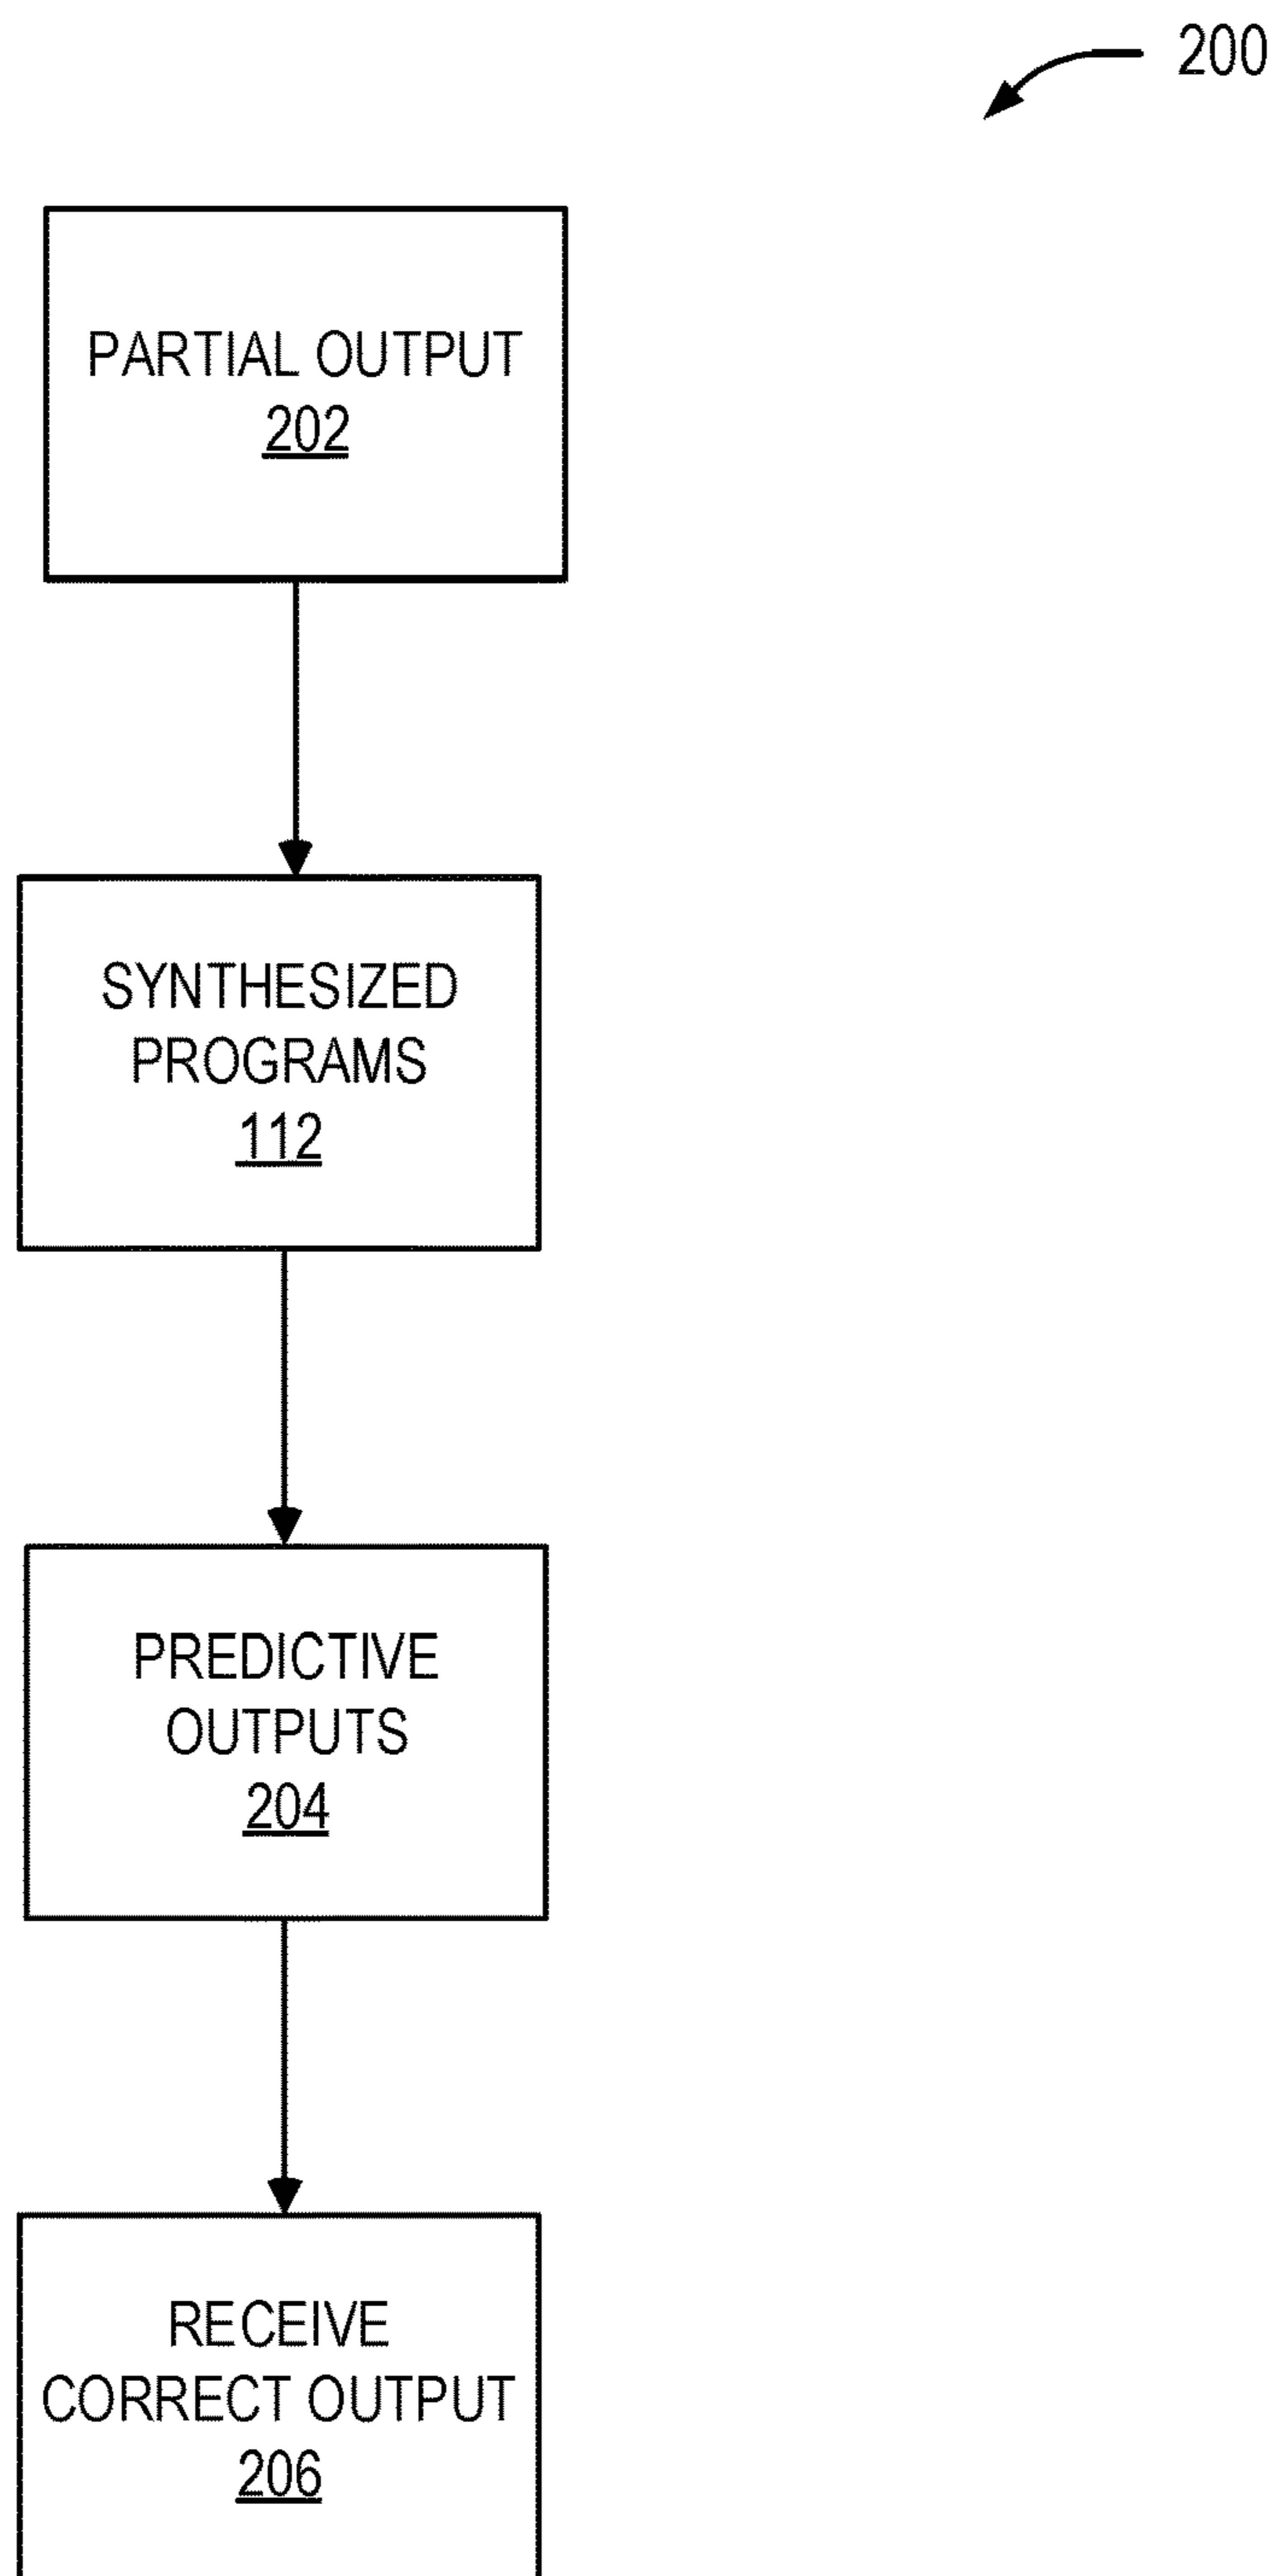 200
PARTIAL OUTPUT
202
SYNTHESIZED
PROGRAMS
112
PREDICTIVE
OUTPUTS
204
RECEIVE
CORRECT OUTPUT
206